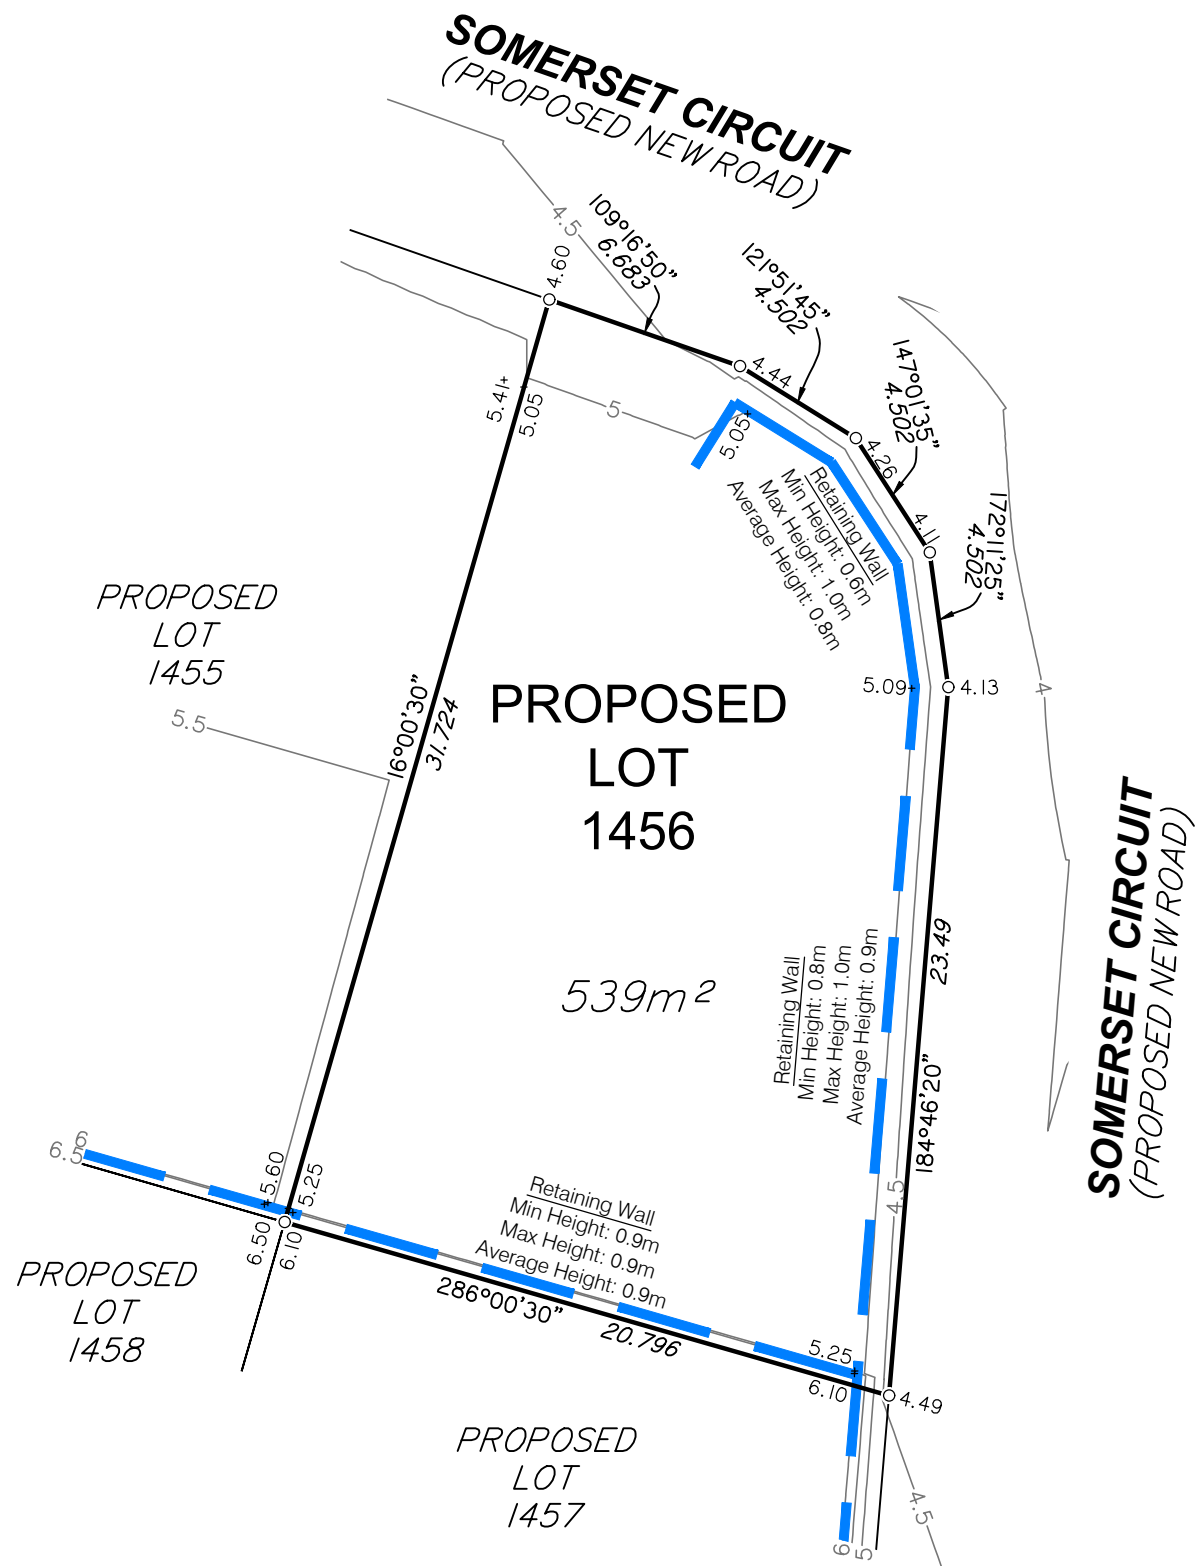 SOMERSET CIRCUIT
(PROPOSED NEW ROAD)
4.5
109°16'50"
6.683
4.60
121°51'45"
4.502
4.44
147°01'35"
4.502
4.26
5.41
5.05
5
5.05
4.11
172°11'25"
4.502
Retaining Wall
Min Height: 0.6m
Max Height: 1.0m
Average Height: 0.8m
PROPOSED
LOT
1455
5.5
16°00'30"
31.724
PROPOSED
LOT
1456
5.09
4.13
4
539m²
Retaining Wall
Min Height: 0.8m
Max Height: 1.0m
Average Height: 0.9m
23.49
184°46'20"
4.5
SOMERSET CIRCUIT
(PROPOSED NEW ROAD)
6
6.5
5.60
5.25
6.50
6.10
Retaining Wall
Min Height: 0.9m
Max Height: 0.9m
Average Height: 0.9m
286°00'30"
20.796
5.25
6.10
4.49
PROPOSED
LOT
1458
PROPOSED
LOT
1457
4.5
6
5